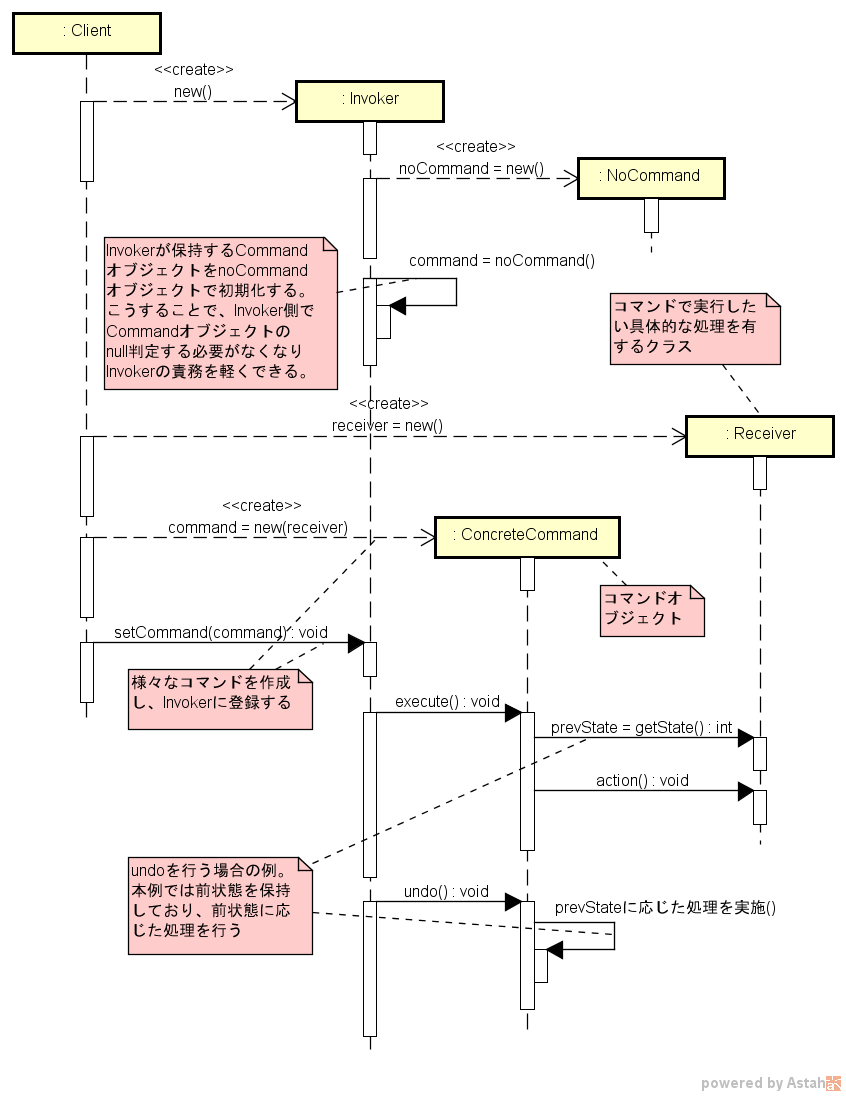 : Client
<<create>>
new()
: Invoker
<<create>>
noCommand = new()
: NoCommand
Invokerが保持するCommand
オブジェクトをnoCommand
オブジェクトで初期化する。
こうすることで、Invoker側で
Commandオブジェクトの
null判定する必要がなくなり
Invokerの責務を軽くできる。
command = noCommand()
コマンドで実行した
い具体的な処理を有
するクラス
<<create>>
receiver = new()
: Receiver
<<create>>
command = new(receiver)
: ConcreteCommand
コマンドオ
ブジェクト
setCommand(command) : void
様々なコマンドを作成
し、Invokerに登録する
execute() : void
prevState = getState() : int
action() : void
undoを行う場合の例。
本例では前状態を保持
しており、前状態に応
じた処理を行う
undo() : void
prevStateに応じた処理を実施()
powered by Astah